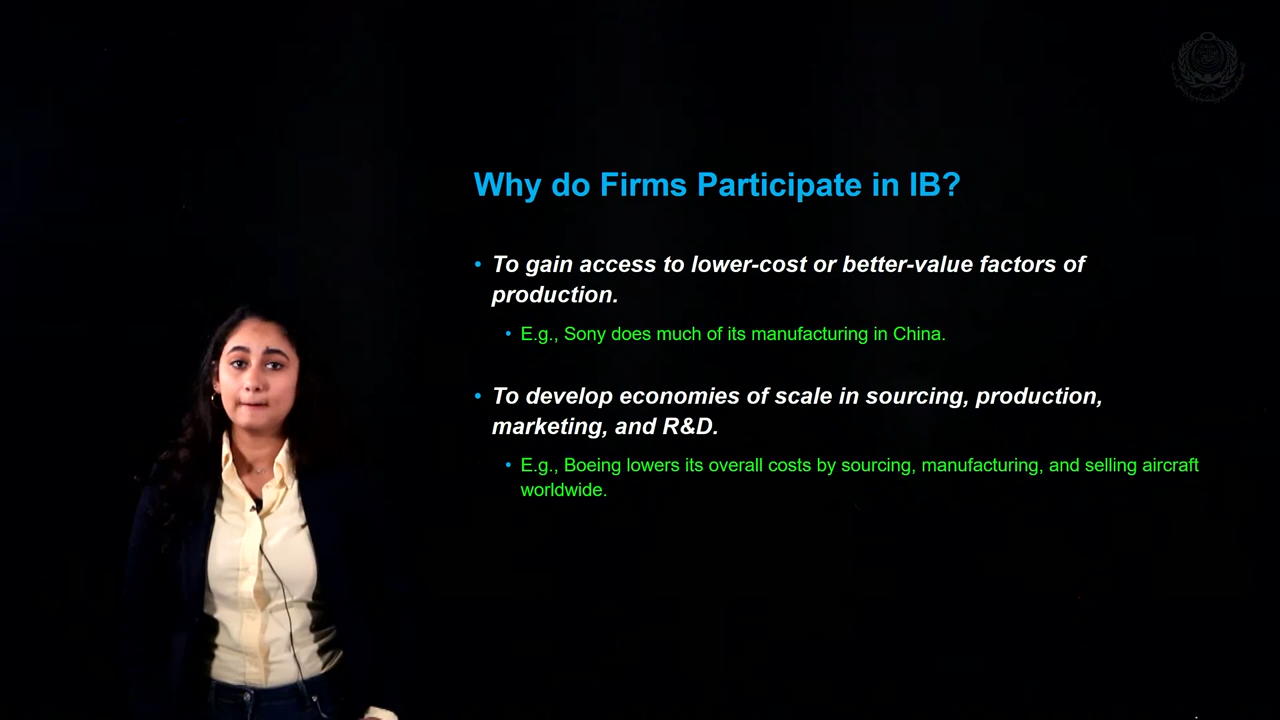 Why do Firms Participate in IB?
• To gain access to lower-cost or better-value factors of
production.
• E.g., Sony does much of its manufacturing in China.
• To develop economies of scale in sourcing, production,
marketing, and R&D.
• E.g., Boeing lowers its overall costs by sourcing, manufacturing, and selling aircraft
worldwide.